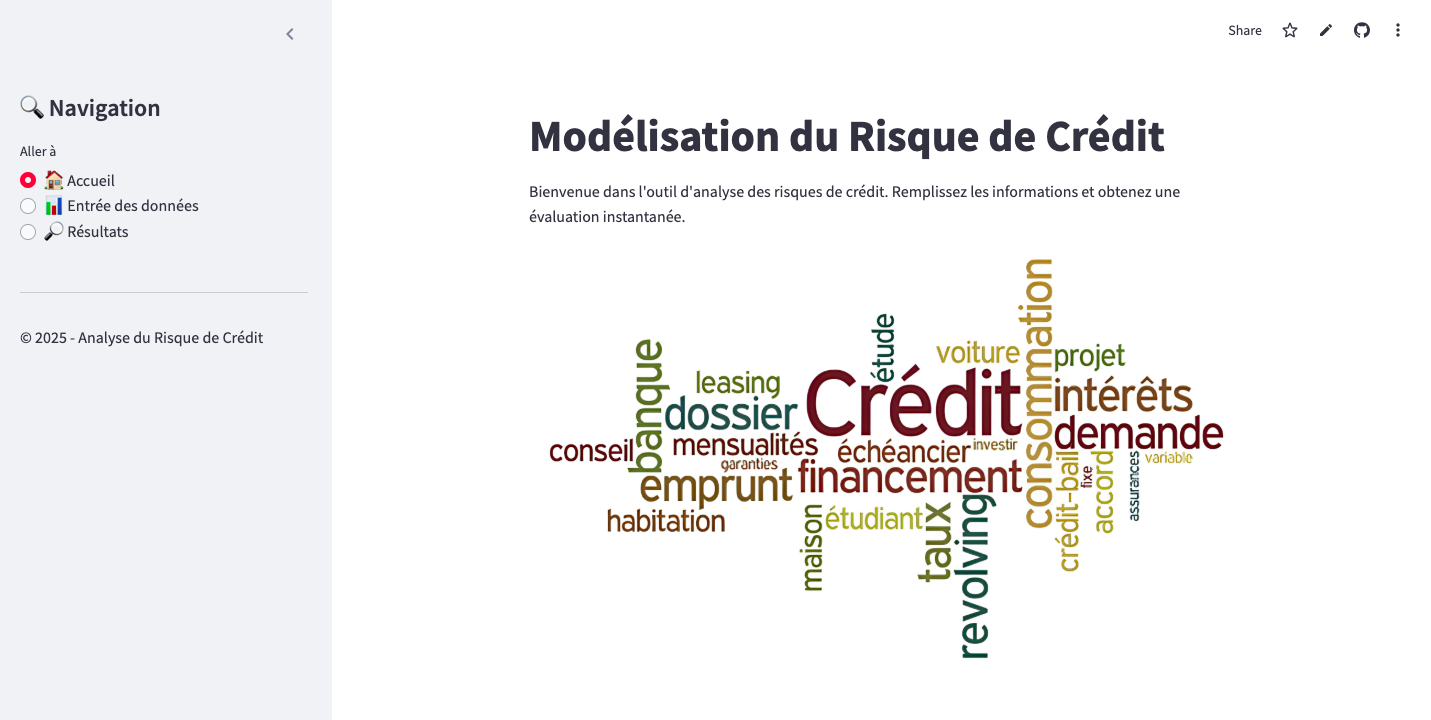 Share
🔍 Navigation
Aller à
🏠 Accueil
📊 Entrée des données
🔎 Résultats
© 2025 - Analyse du Risque de Crédit
Modélisation du Risque de Crédit
Bienvenue dans l'outil d'analyse des risques de crédit. Remplissez les informations et obtenez une
évaluation instantanée.
consommation
étude
voiture
projet
banque
leasing
Crédit
intérêts
dossier
demande
conseil
mensualités
échéancier
investir
garanties
variable
emprunt
financement
crédit-bail
fixe
accord
assurances
habitation
maison
étudiant
taux
revolving